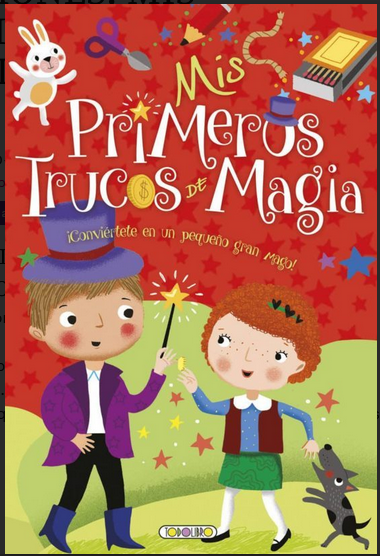 Mis
PRiMeRos
TRucos DE Magia
¡Conviértete en un pequeño gran mago!
TODOLIBRO